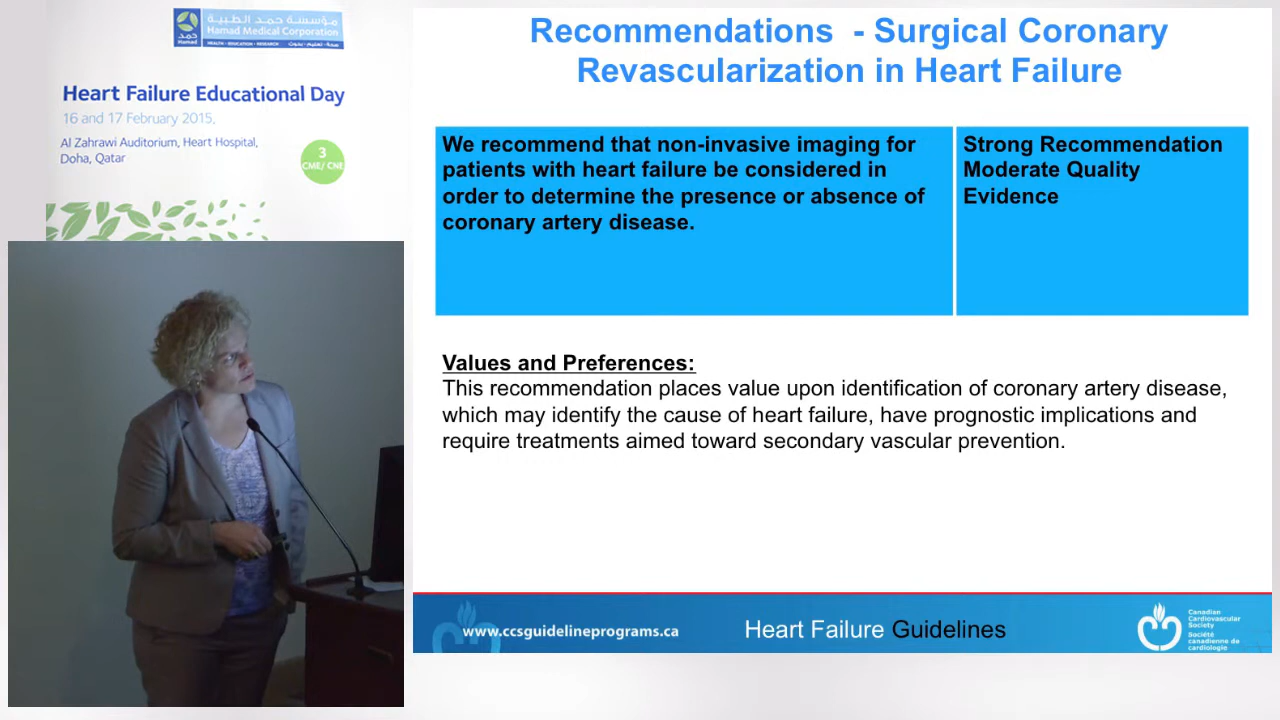 مؤسسة حمد الطبية
Hamad Medical Corporation
HEALTH • EDUCATION • RESEARCH صحة • تعليم • بحوث
حمد
Hamad
Heart Failure Educational Day
16 and 17 February 2015,
Al Zahrawi Auditorium, Heart Hospital,
Doha, Qatar
3
CME/ CNE
Recommendations - Surgical Coronary
Revascularization in Heart Failure
We recommend that non-invasive imaging for
patients with heart failure be considered in
order to determine the presence or absence of
coronary artery disease.
Strong Recommendation
Moderate Quality
Evidence
Values and Preferences:
This recommendation places value upon identification of coronary artery disease,
which may identify the cause of heart failure, have prognostic implications and
require treatments aimed toward secondary vascular prevention.
www.ccsguidelineprograms.ca
Heart Failure Guidelines
Canadian
Cardiovascular
Society
Société
canadienne de
cardiologie